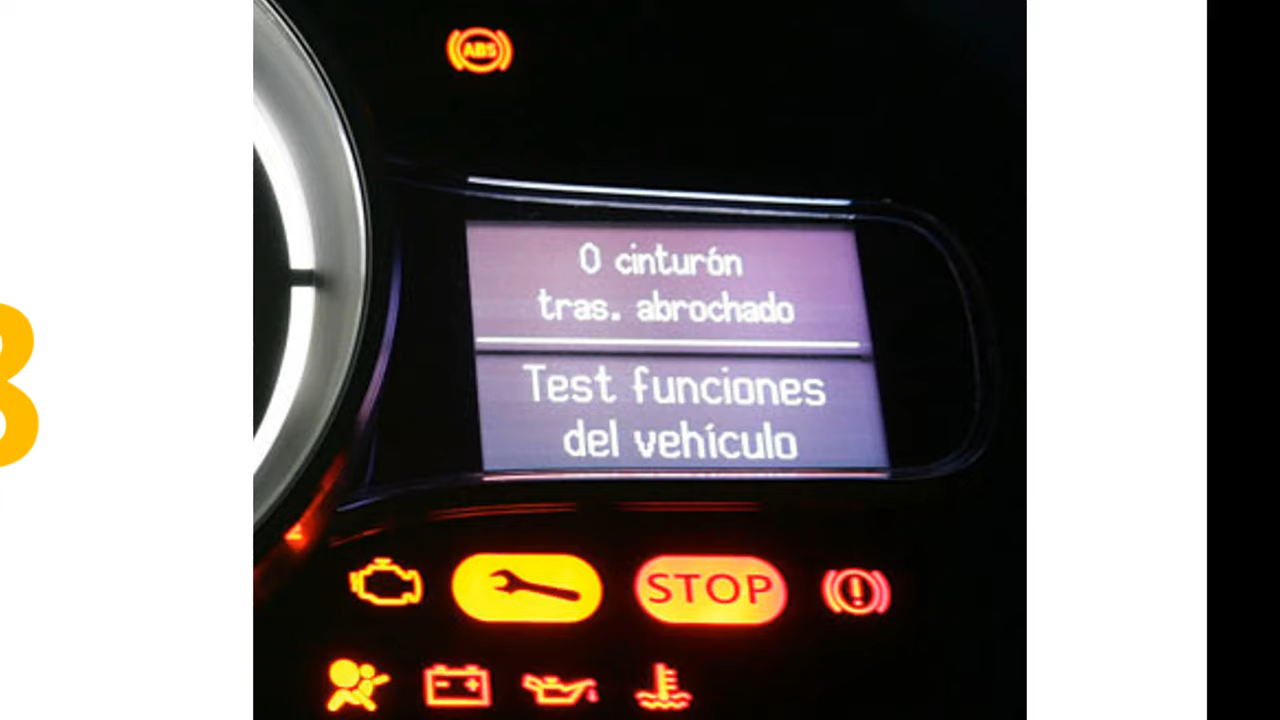 ABS
0 cinturón
tras. abrochado
Test funciones
del vehículo
STOP